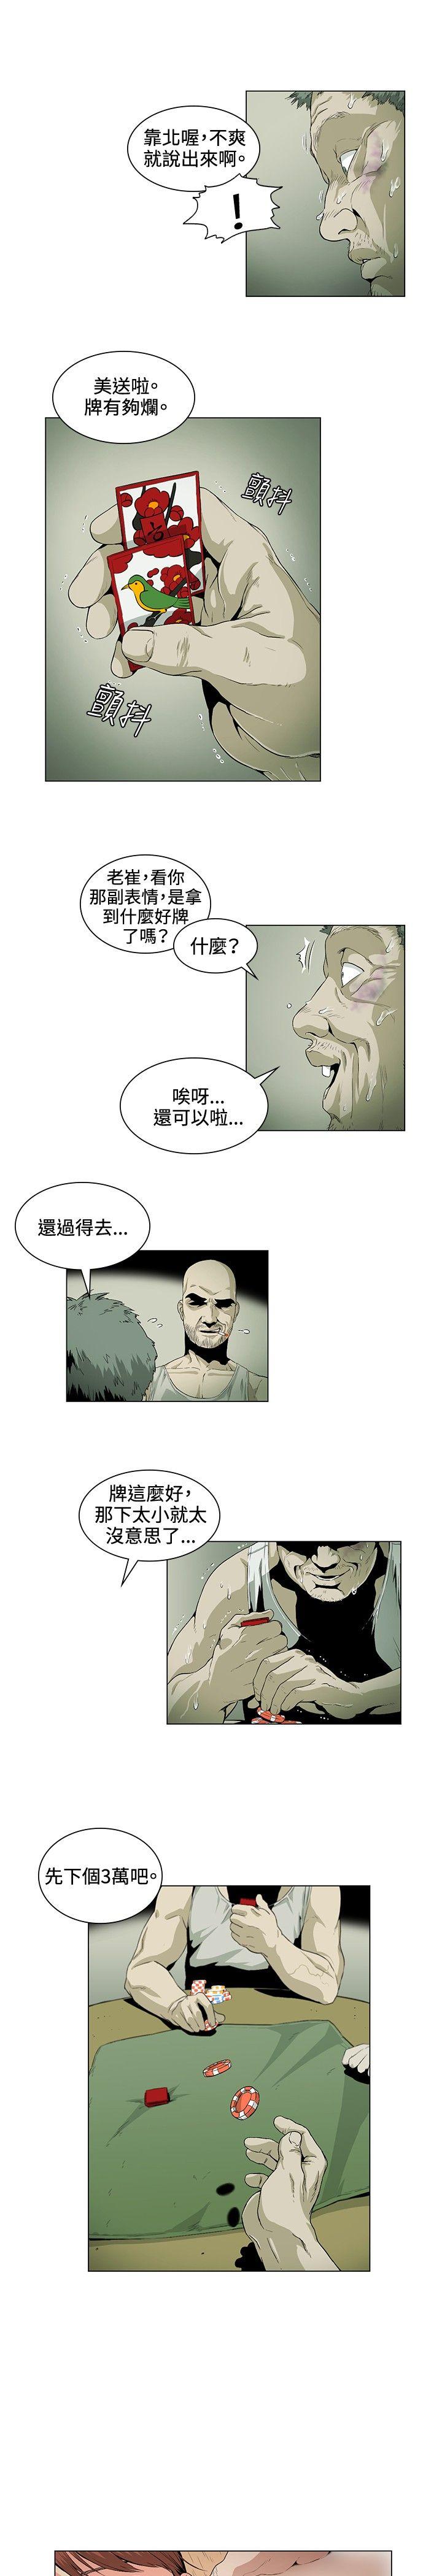 靠北喔，不爽
就說出來啊。
！
美送啦。
牌有夠爛。
顫抖
顫抖
老崔，看你
那副表情，是拿
到什麼好牌
了嗎？
什麼？
唉呀…
還可以啦…
還過得去…
牌這麼好，
那下太小就太
沒意思了…
先下個3萬吧。